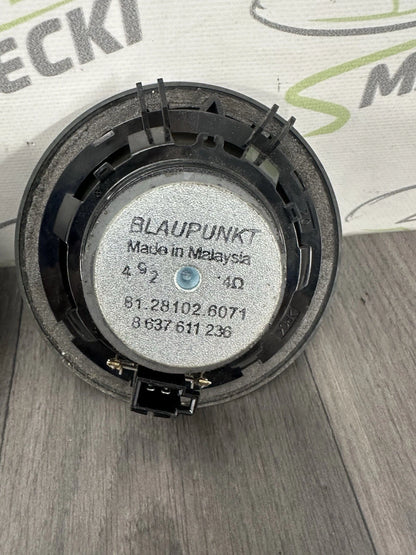 ECKI
S
BLAUPUNKT
Made in Malaysia
4 9 2 4Ω
81.28102.6071
8 637 611 236